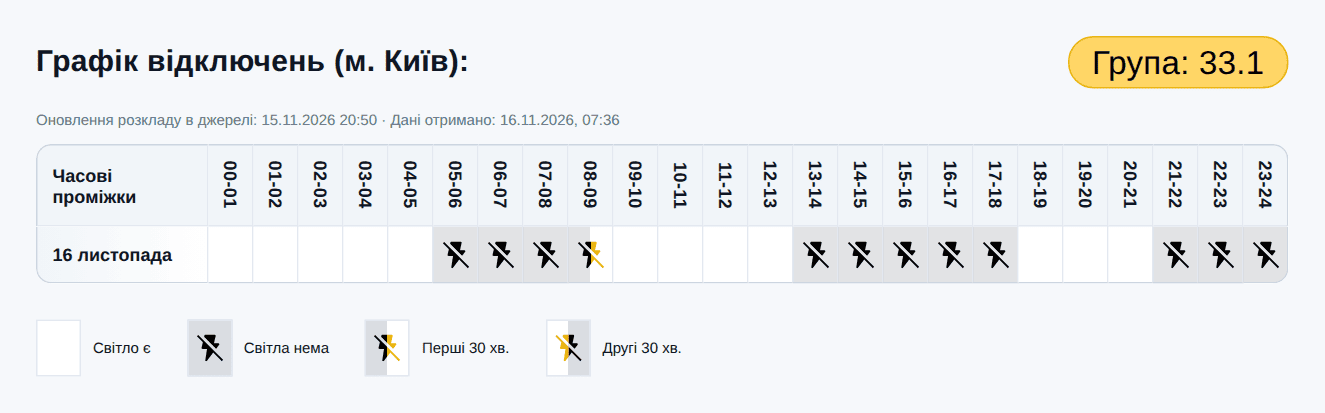 Графік відключень (м. Київ):
Група: 33.1
Оновлення розкладу в джерелі: 15.11.2026 20:50 · Дані отримано: 16.11.2026, 07:36
Часові
проміжки
00-01
01-02
02-03
03-04
04-05
05-06
06-07
07-08
08-09
09-10
10-11
11-12
12-13
13-14
14-15
15-16
16-17
17-18
18-19
19-20
20-21
21-22
22-23
23-24
16 листопада
Світло є
Світла нема
Перші 30 хв.
Другі 30 хв.